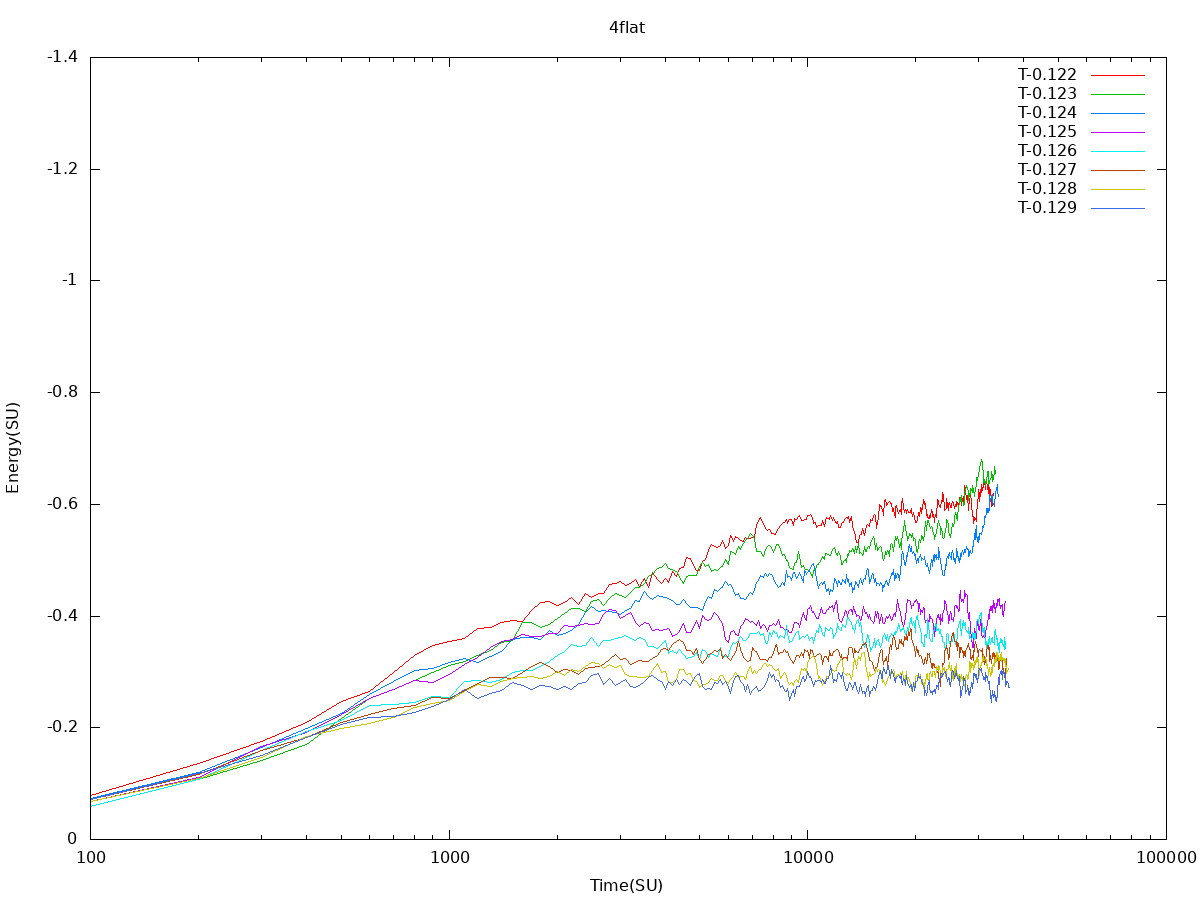 4flat
-1.4
-1.2
-1
-0.8
-0.6
-0.4
-0.2
0
Energy(SU)
T-0.122
T-0.123
T-0.124
T-0.125
T-0.126
T-0.127
T-0.128
T-0.129
100
1000
10000
100000
Time(SU)